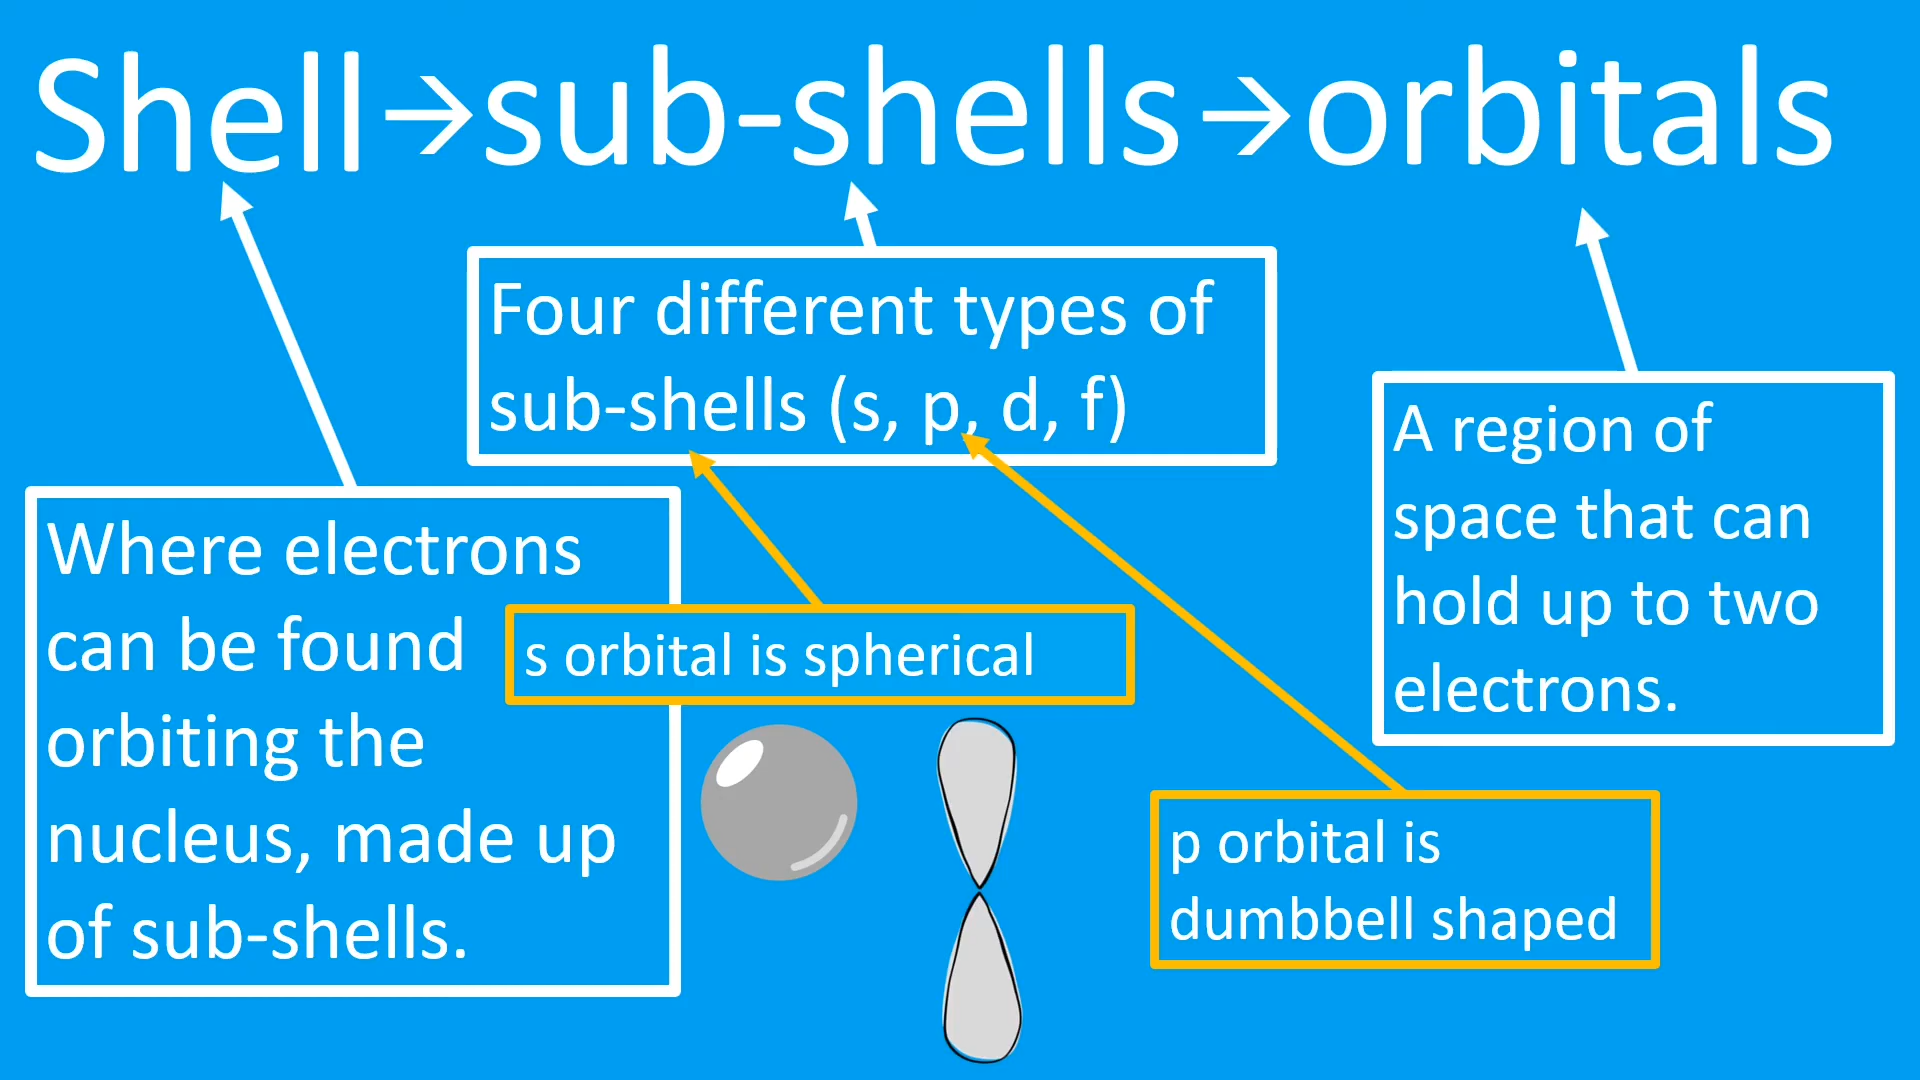 Shell→sub-shells→orbitals
Four different types of
sub-shells (s, p, d, f)
Where electrons
can be found
orbiting the
nucleus, made up
of sub-shells.
s orbital is spherical
A region of
space that can
hold up to two
electrons.
p orbital is
dumbbell shaped